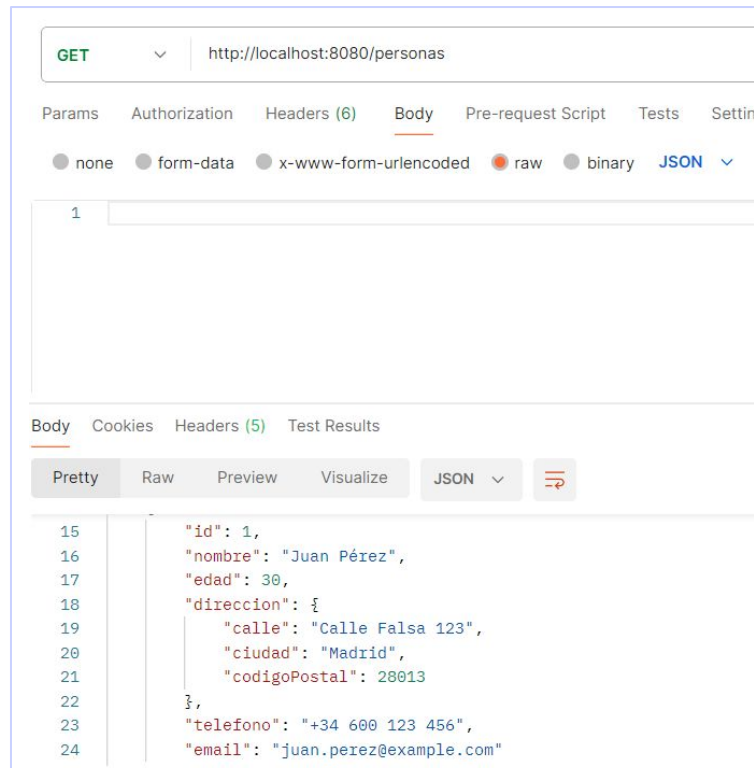 GET http://localhost:8080/personas
Params Authorization Headers (6) Body Pre-request Script Tests
none form-data x-www-form-urlencoded raw binary JSON
1
Body Cookies Headers (5) Test Results
Pretty Raw Preview Visualize JSON
15 "id": 1,
16 "nombre": "Juan Pérez",
17 "edad": 30,
18 "direccion": {
19 "calle": "Calle Falsa 123",
20 "ciudad": "Madrid",
21 "codigoPostal": 28013
22 },
23 "telefono": "+34 600 123 456",
24 "email": "juan.perez@example.com"